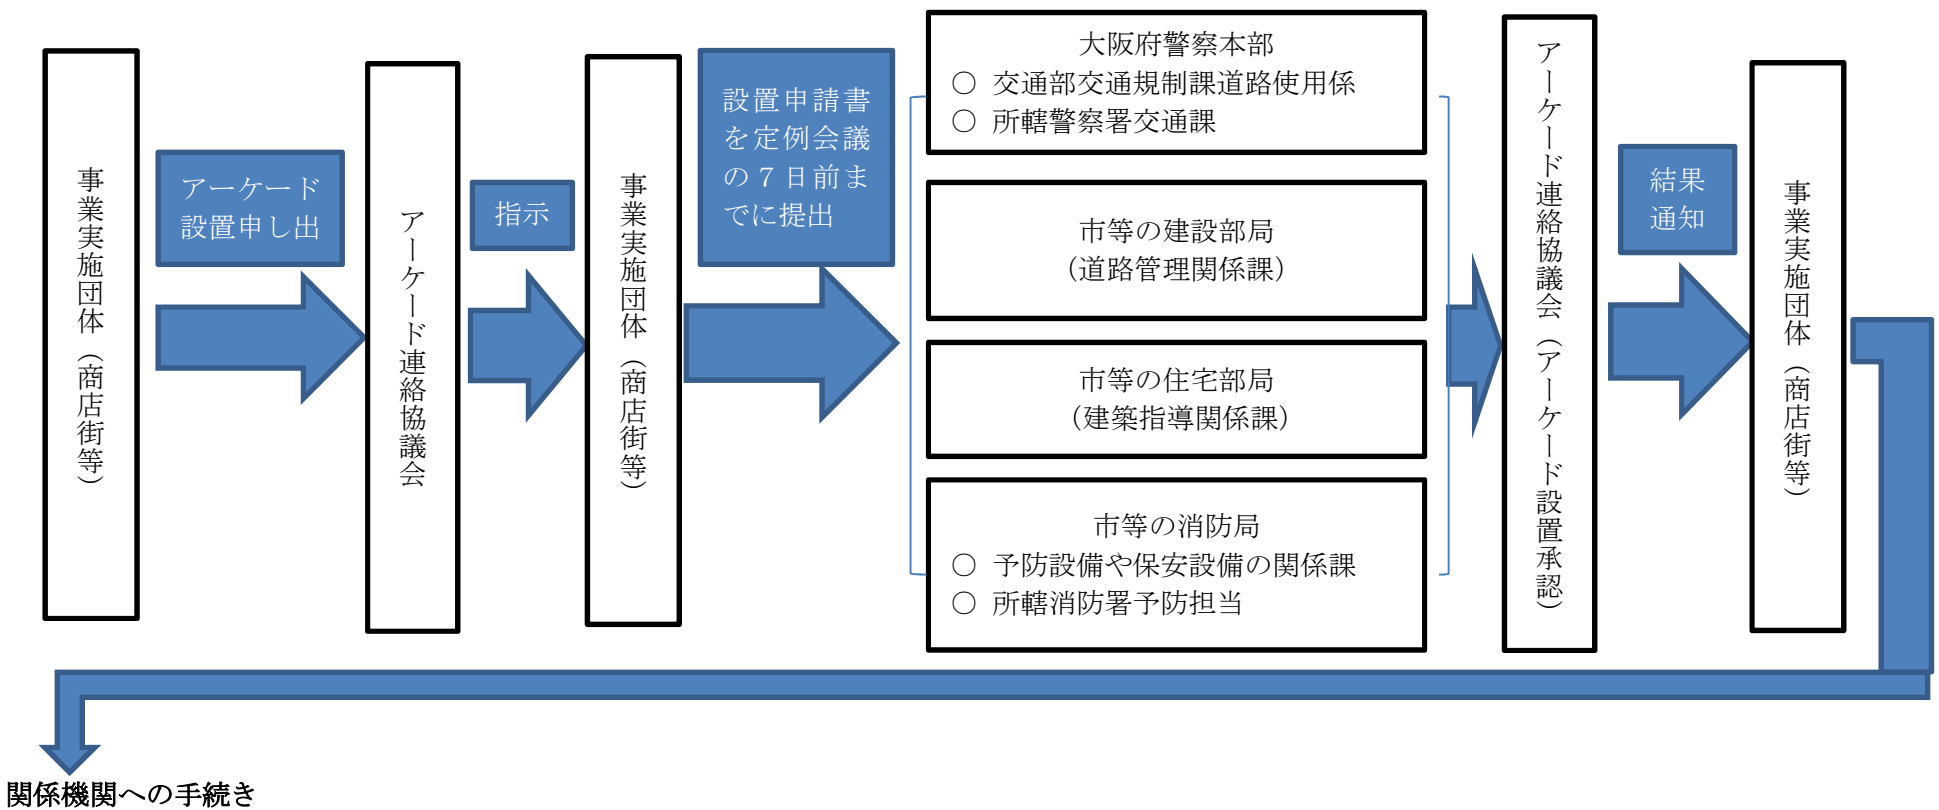 事業実施団体（商店街等）
アーケード
設置申し出
アーケード連絡協議会
指示
事業実施団体（商店街等）
設置申請書
を定例会議
の７日前ま
でに提出
大阪府警察本部
○ 交通部交通規制課道路使用係
○ 所轄警察署交通課
市等の建設部局
（道路管理関係課）
市等の住宅部局
（建築指導関係課）
市等の消防局
○ 予防設備や保安設備の関係課
○ 所轄消防署予防担当
アーケード連絡協議会（アーケード設置承認）
結果
通知
事業実施団体（商店街等）
関係機関への手続き